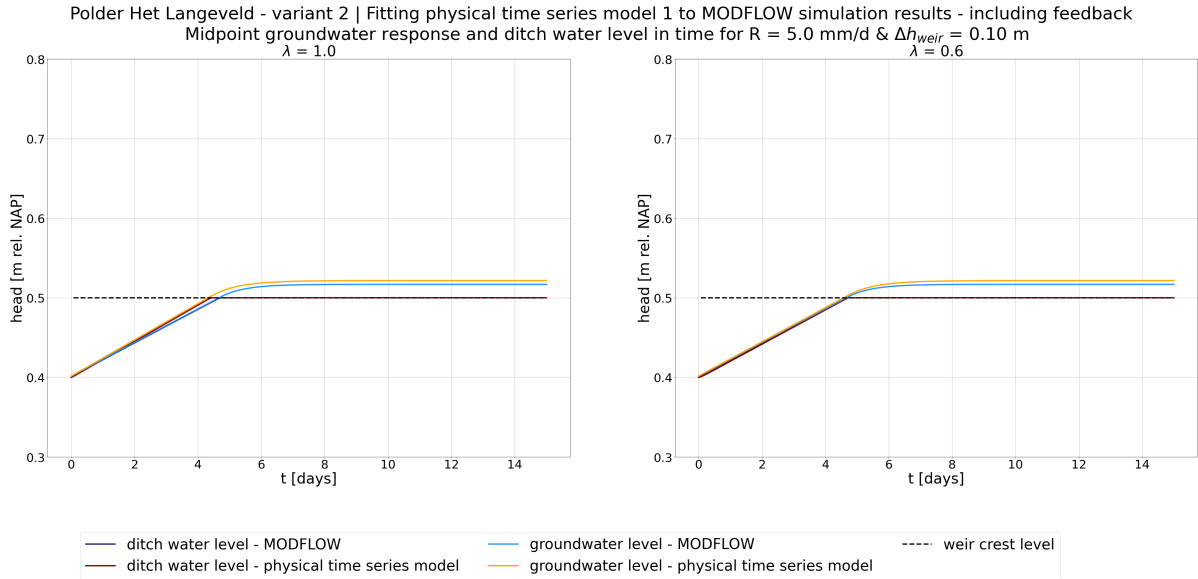 Polder Het Langeveld - variant 2 | Fitting physical time series model 1 to MODFLOW simulation results - including feedback
Midpoint groundwater response and ditch water level in time for R = 5.0 mm/d & Δh_weir = 0.10 m
λ = 1.0
0.8
0.7
0.6
0.5
0.4
0.3
head [m rel. NAP]
0 2 4 6 8 10 12 14
t [days]
λ = 0.6
0.8
0.7
0.6
0.5
0.4
0.3
head [m rel. NAP]
0 2 4 6 8 10 12 14
t [days]
ditch water level - MODFLOW
ditch water level - physical time series model
groundwater level - MODFLOW
groundwater level - physical time series model
weir crest level